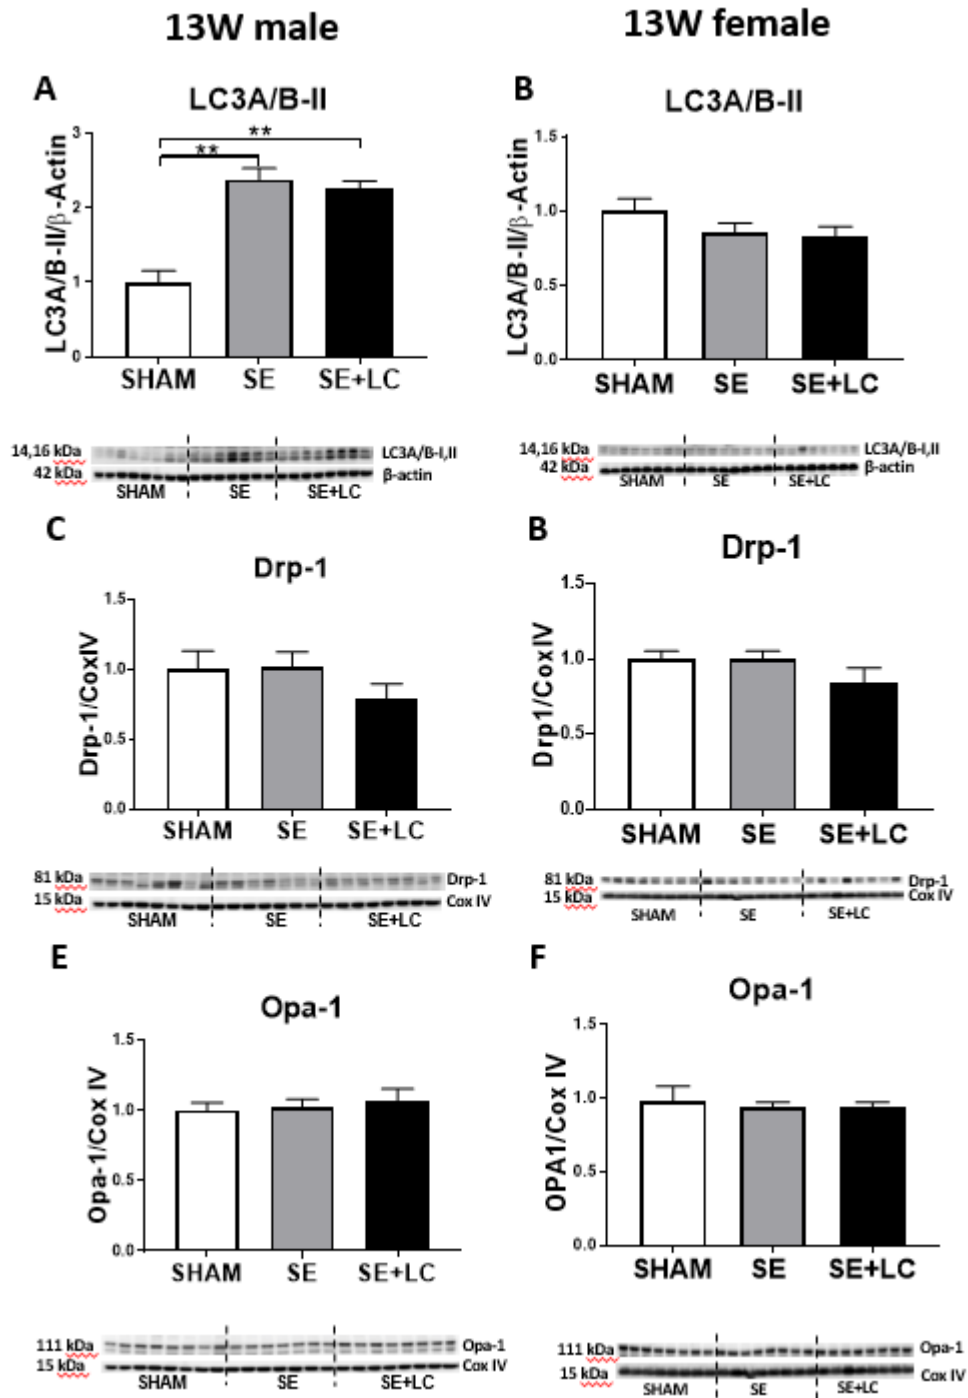 13W male
13W female
A
LC3A/B-II
LC3A/B-II/β-Actin
3
2
1
0
**
**
SHAM SE SE+LC
14,16 kDa
LC3A/B-I,II
42 kDa
β-actin
SHAM SE SE+LC
B
LC3A/B-II
LC3A/B-II/β-Actin
1.5
1.0
0.5
0.0
SHAM SE SE+LC
14,16 kDa
LC3A/B-I,II
42 kDa
β-actin
SHAM SE SE+LC
C
Drp-1
Drp-1/CoxIV
1.5
1.0
0.5
0.0
SHAM SE SE+LC
81 kDa
Drp-1
15 kDa
Cox IV
SHAM SE SE+LC
B
Drp-1
Drp1/CoxIV
1.5
1.0
0.5
0.0
SHAM SE SE+LC
81 kDa
Drp-1
15 kDa
Cox IV
SHAM SE SE+LC
E
Opa-1
Opa-1/Cox IV
1.5
1.0
0.5
0.0
SHAM SE SE+LC
111 kDa
Opa-1
15 kDa
Cox IV
SHAM SE SE+LC
F
Opa-1
OPA1/Cox IV
1.5
1.0
0.5
0.0
SHAM SE SE+LC
111 kDa
Opa-1
15 kDa
Cox IV
SHAM SE SE+LC